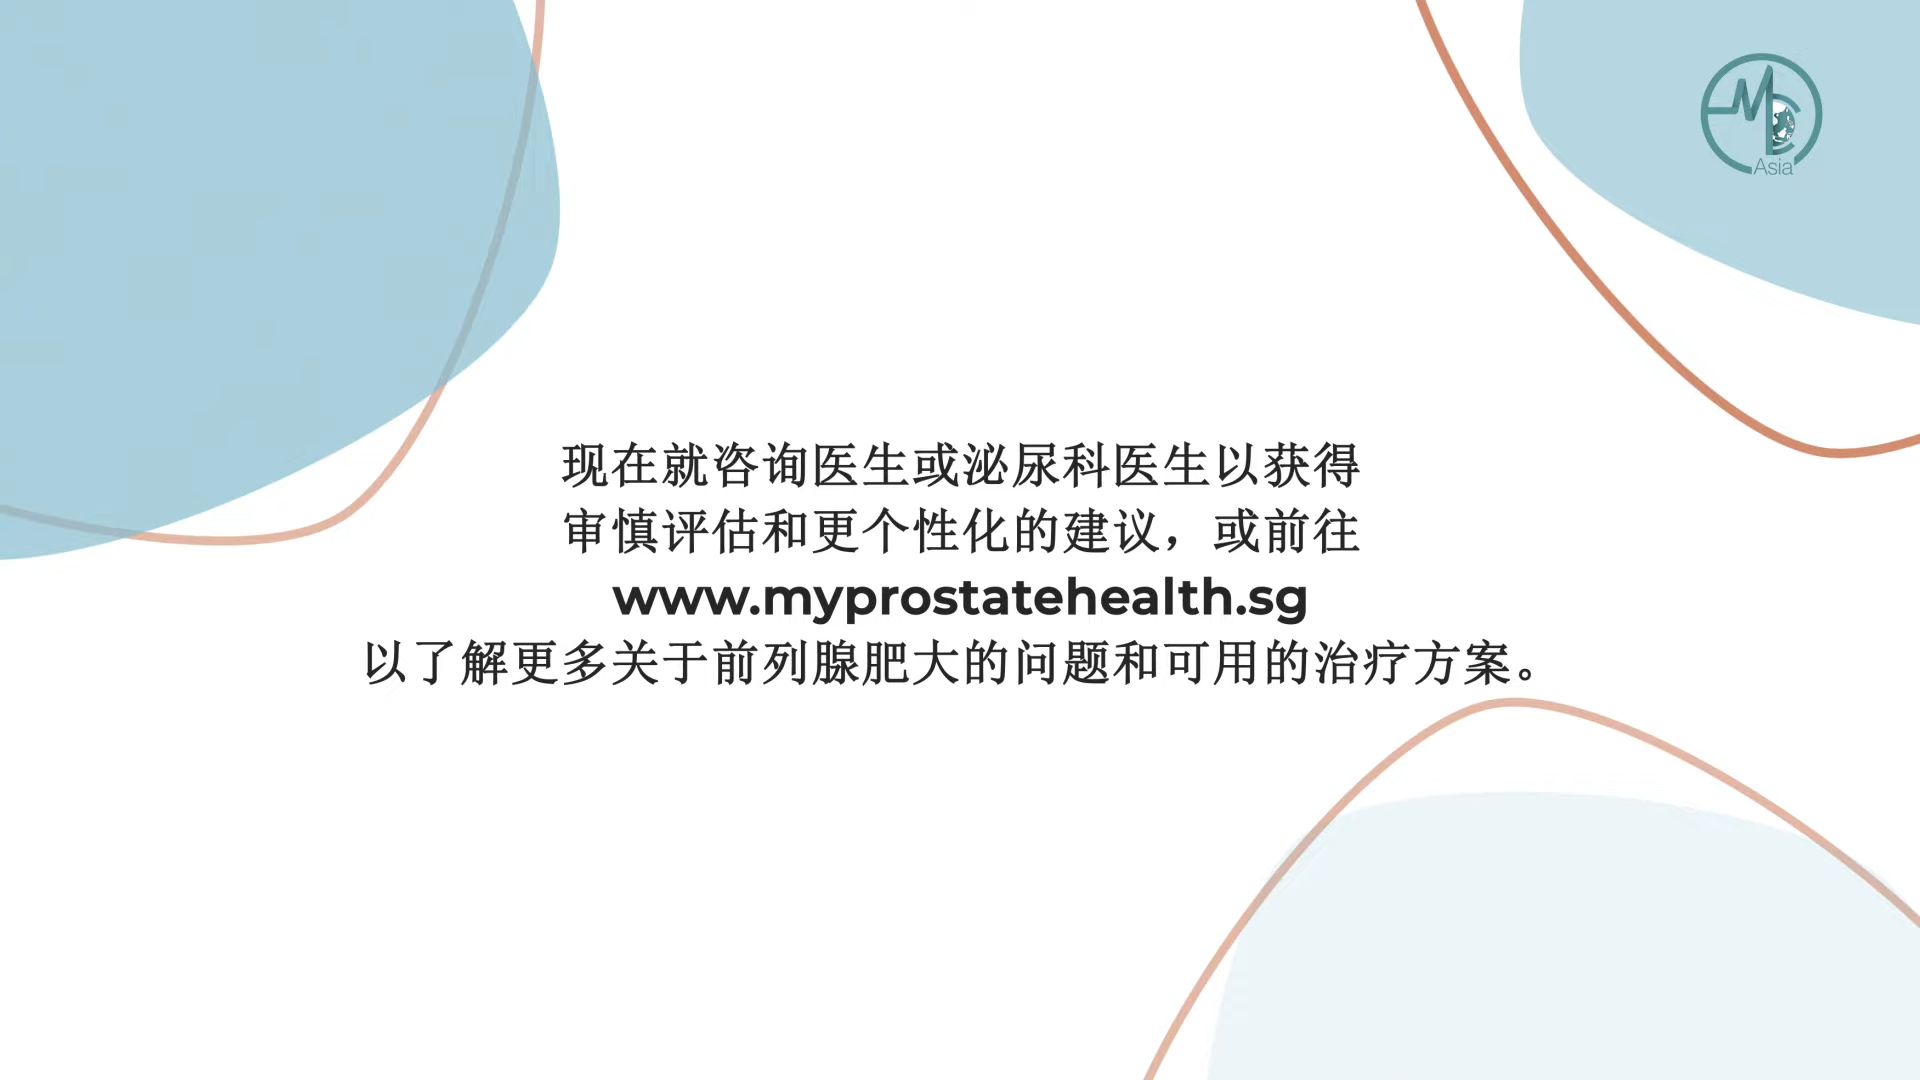 Asia
现在就咨询医生或泌尿科医生以获得
审慎评估和更个性化的建议，或前往
www.myprostatehealth.sg
以了解更多关于前列腺肥大的问题和可用的治疗方案。